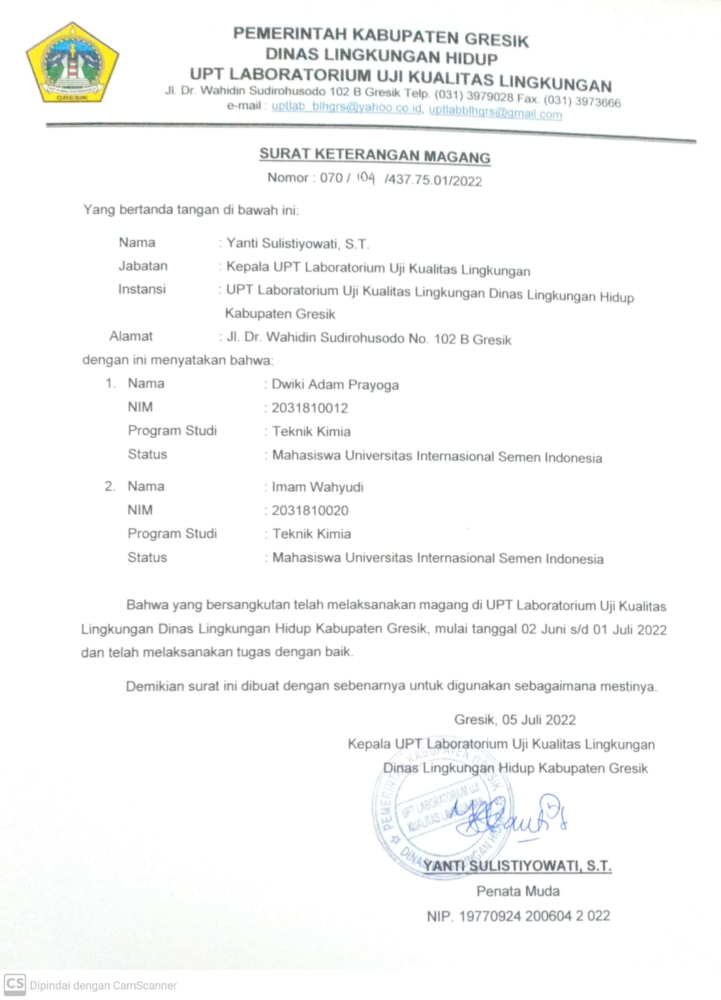 PEMERINTAH KABUPATEN GRESIK
DINAS LINGKUNGAN HIDUP
UPT LABORATORIUM UJI KUALITAS LINGKUNGAN
Jl. Dr. Wahidin Sudirohusodo 102 B Gresik Telp. (031) 3979028 Fax. (031) 3973666
e-mail : uptlab_blhgrs@yahoo.co.id, uptlabblhgrs@gmail.com
GRESIK
SURAT KETERANGAN MAGANG
Nomor : 070 / 104 /437.75.01/2022
Yang bertanda tangan di bawah ini:
Nama : Yanti Sulistiyowati, S.T.
Jabatan : Kepala UPT Laboratorium Uji Kualitas Lingkungan
Instansi : UPT Laboratorium Uji Kualitas Lingkungan Dinas Lingkungan Hidup
Kabupaten Gresik
Alamat : Jl. Dr. Wahidin Sudirohusodo No. 102 B Gresik
dengan ini menyatakan bahwa:
1. Nama : Dwiki Adam Prayoga
NIM : 2031810012
Program Studi : Teknik Kimia
Status : Mahasiswa Universitas Internasional Semen Indonesia
2. Nama : Imam Wahyudi
NIM : 2031810020
Program Studi : Teknik Kimia
Status : Mahasiswa Universitas Internasional Semen Indonesia
Bahwa yang bersangkutan telah melaksanakan magang di UPT Laboratorium Uji Kualitas
Lingkungan Dinas Lingkungan Hidup Kabupaten Gresik, mulai tanggal 02 Juni s/d 01 Juli 2022
dan telah melaksanakan tugas dengan baik.
Demikian surat ini dibuat dengan sebenarnya untuk digunakan sebagaimana mestinya.
Gresik, 05 Juli 2022
Kepala UPT Laboratorium Uji Kualitas Lingkungan
Dinas Lingkungan Hidup Kabupaten Gresik
PEMERINTAH KABUPATEN GRESIK
UPT LABORATORIUM UJI
KUALITAS LINGKUNGAN
DINAS LINGKUNGAN HIDUP
YANTI SULISTIYOWATI, S.T.
Penata Muda
NIP. 19770924 200604 2 022
CS Dipindai dengan CamScanner